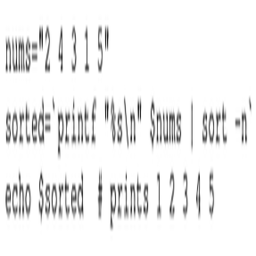 nums="2 4 3 1 5"
sorted=`printf "%s\n" $nums | sort -n`
echo $sorted  # prints 1 2 3 4 5